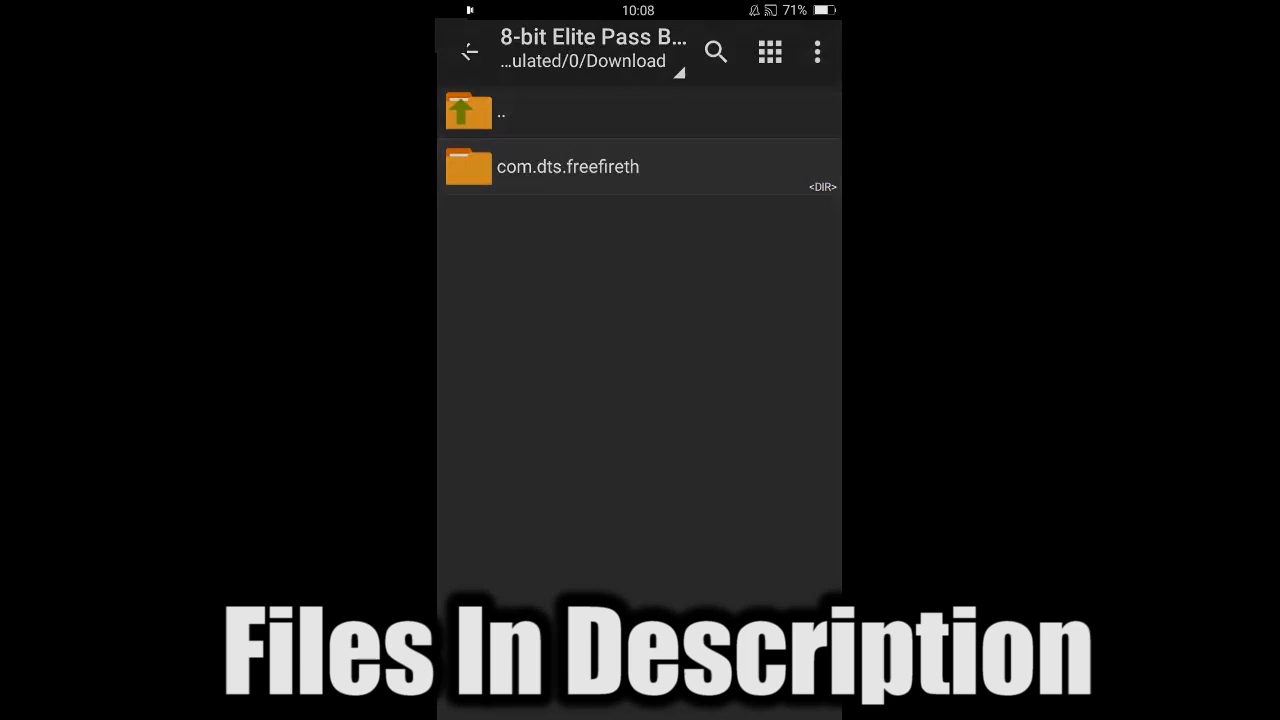 10:08
71%
8-bit Elite Pass B...
...ulated/0/Download
..
com.dts.freefireth
<DIR>
Files In Description